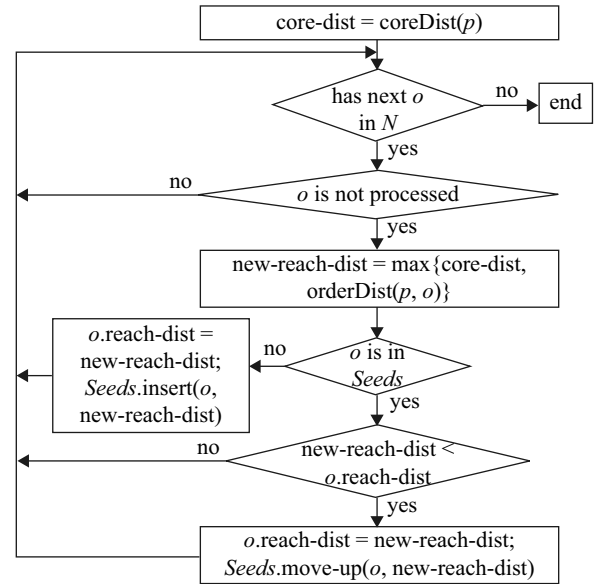 core-dist = coreDist(p)
has next o
in N
no
end
yes
no
o is not processed
yes
new-reach-dist = max{core-dist,
orderDist(p, o)}
o.reach-dist =
new-reach-dist;
Seeds.insert(o,
new-reach-dist)
no
o is in
Seeds
yes
no
new-reach-dist <
o.reach-dist
yes
o.reach-dist = new-reach-dist;
Seeds.move-up(o, new-reach-dist)